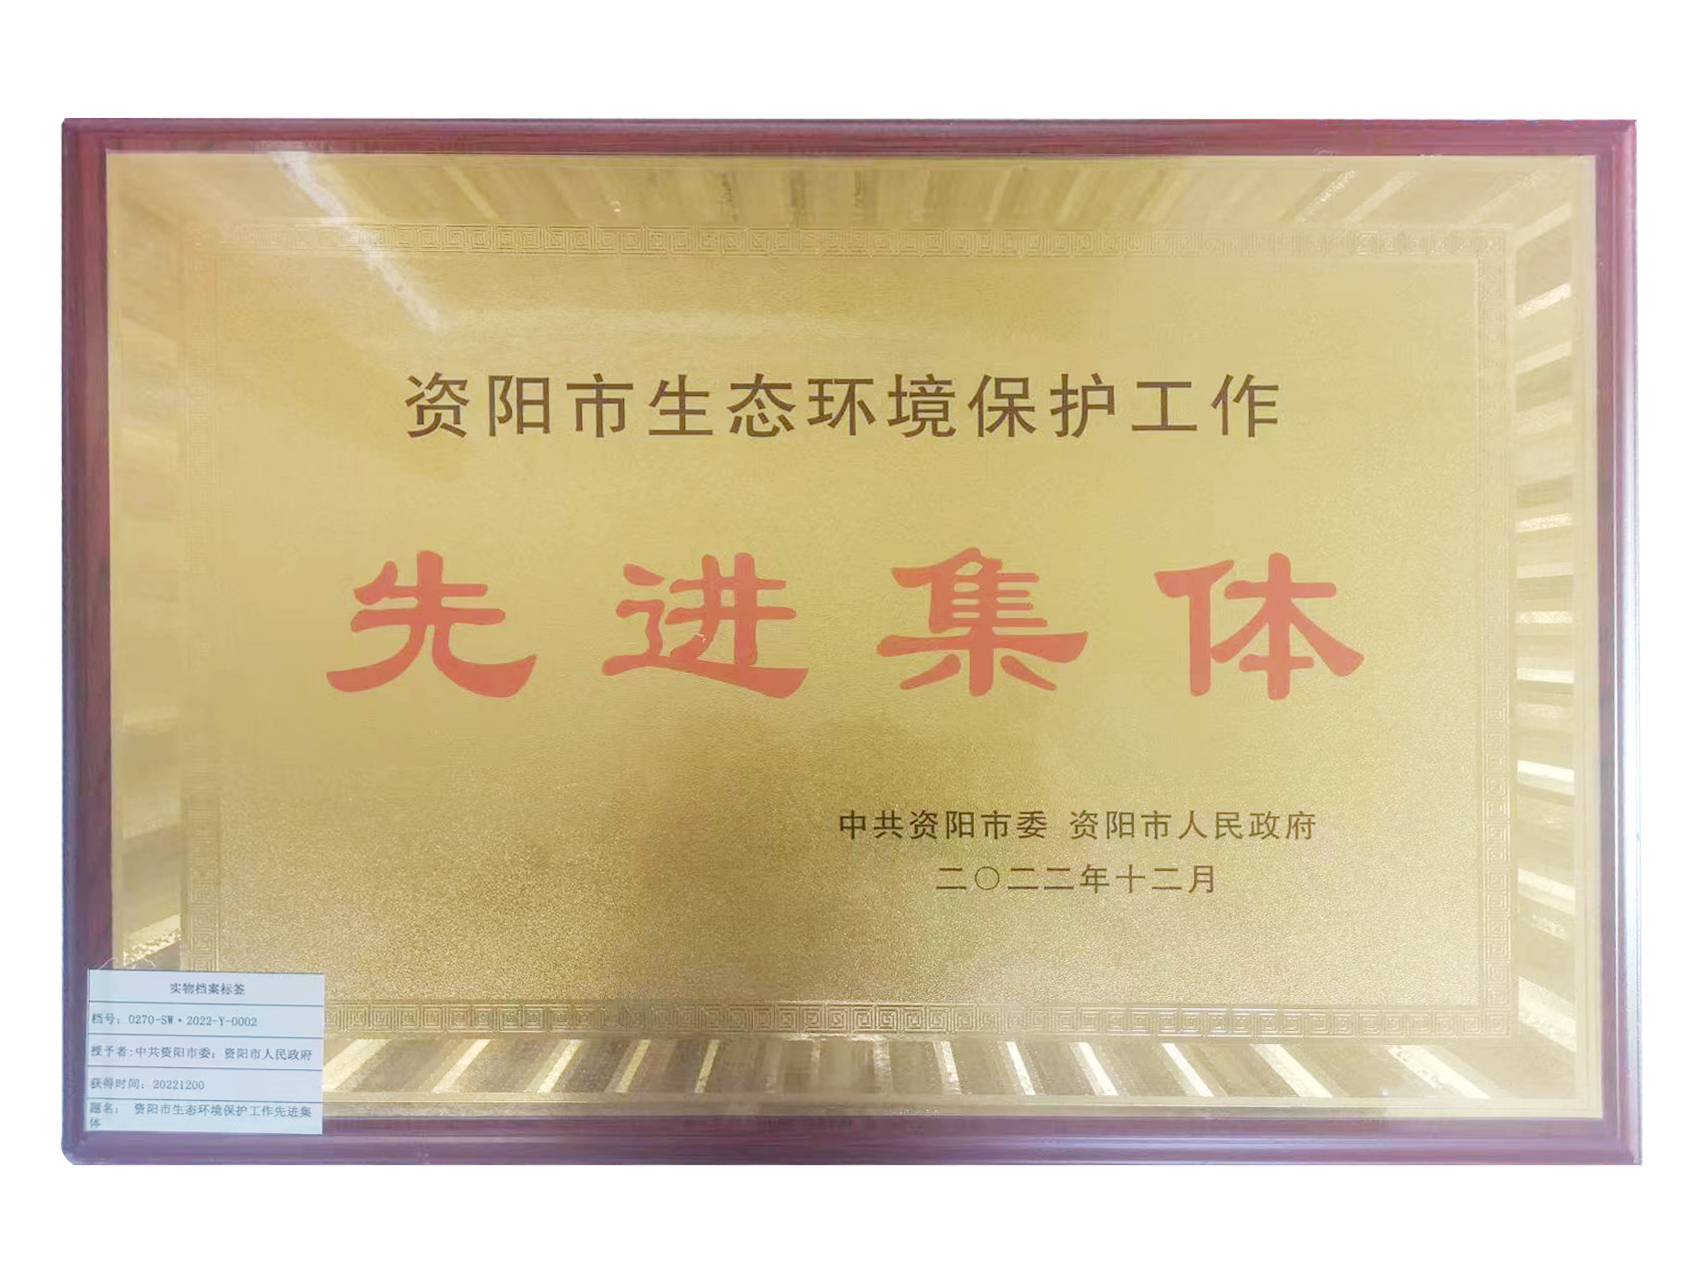 资阳市生态环境保护工作
先进集体
中共资阳市委 资阳市人民政府
二〇二二年十二月
实物档案标签
档号：0270-SW·2022-Y-0002
授予者:中共资阳市委；资阳市人民政府
获得时间：20221200
题名： 资阳市生态环境保护工作先进集
体